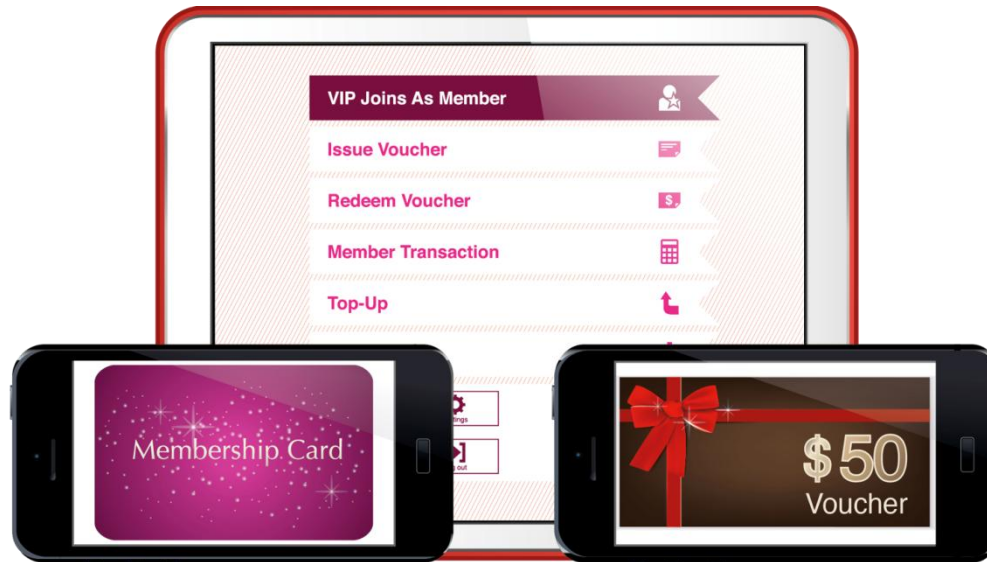 VIP Joins As Member
Issue Voucher
$
Redeem Voucher
Member Transaction
Top-Up
Membership Card
$50
Voucher